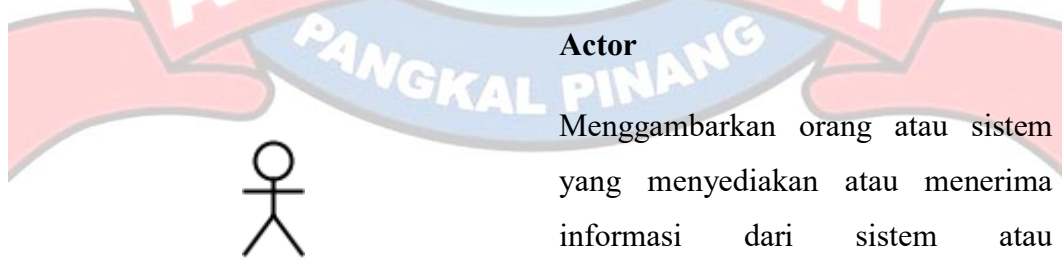 PANGKAL PINANG
Actor
Menggambarkan orang atau sistem
yang menyediakan atau menerima
informasi dari sistem atau